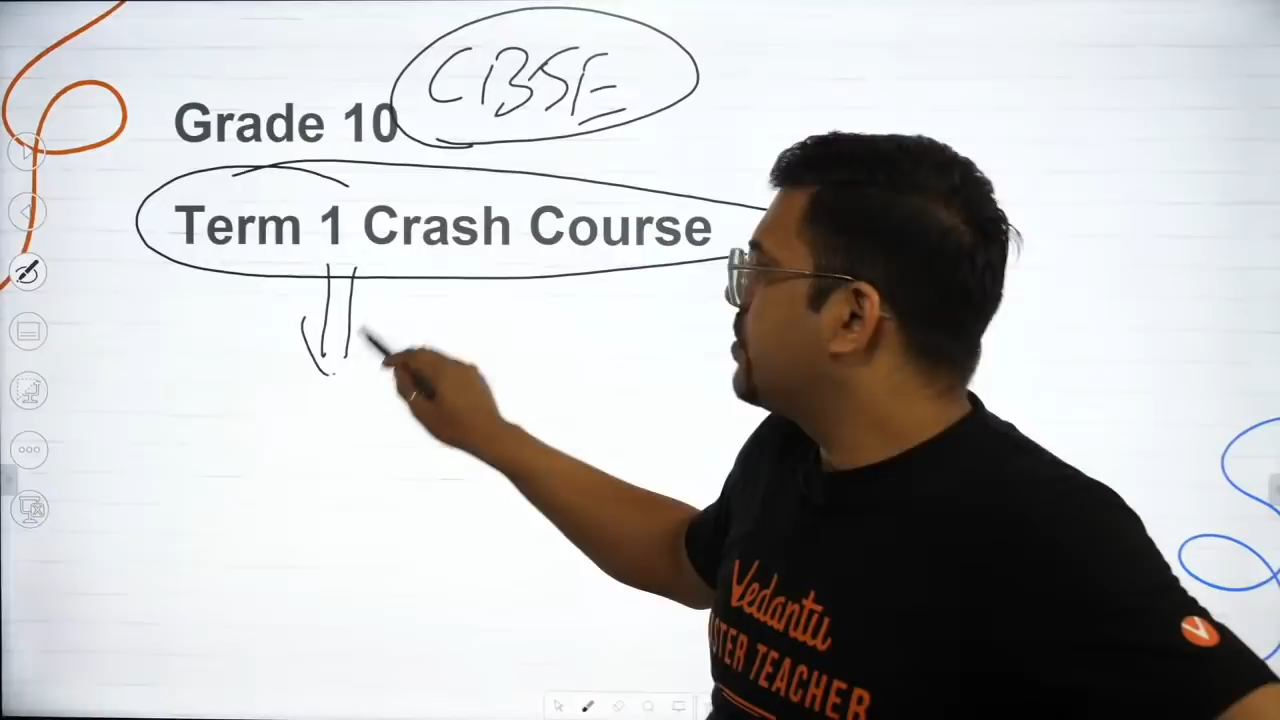 CBSE
Grade 10
Term 1 Crash Course
Vedantu
STER TEACHER
V